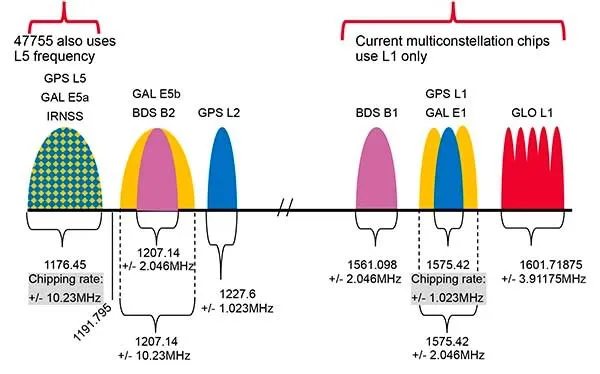 47755 also uses
L5 frequency
Current multiconstellation chips
use L1 only
GPS L5
GAL E5a
IRNSS
GAL E5b
BDS B2
GPS L2
BDS B1
GPS L1
GAL E1
GLO L1
//
1176.45
Chipping rate:
+/- 10.23MHz
1191.795
1207.14
+/- 2.046MHz
1207.14
+/- 10.23MHz
1227.6
+/- 1.023MHz
1561.098
+/- 2.046MHz
1575.42
Chipping rate:
+/- 1.023MHz
1575.42
+/- 2.046MHz
1601.71875
+/- 3.91175MHz